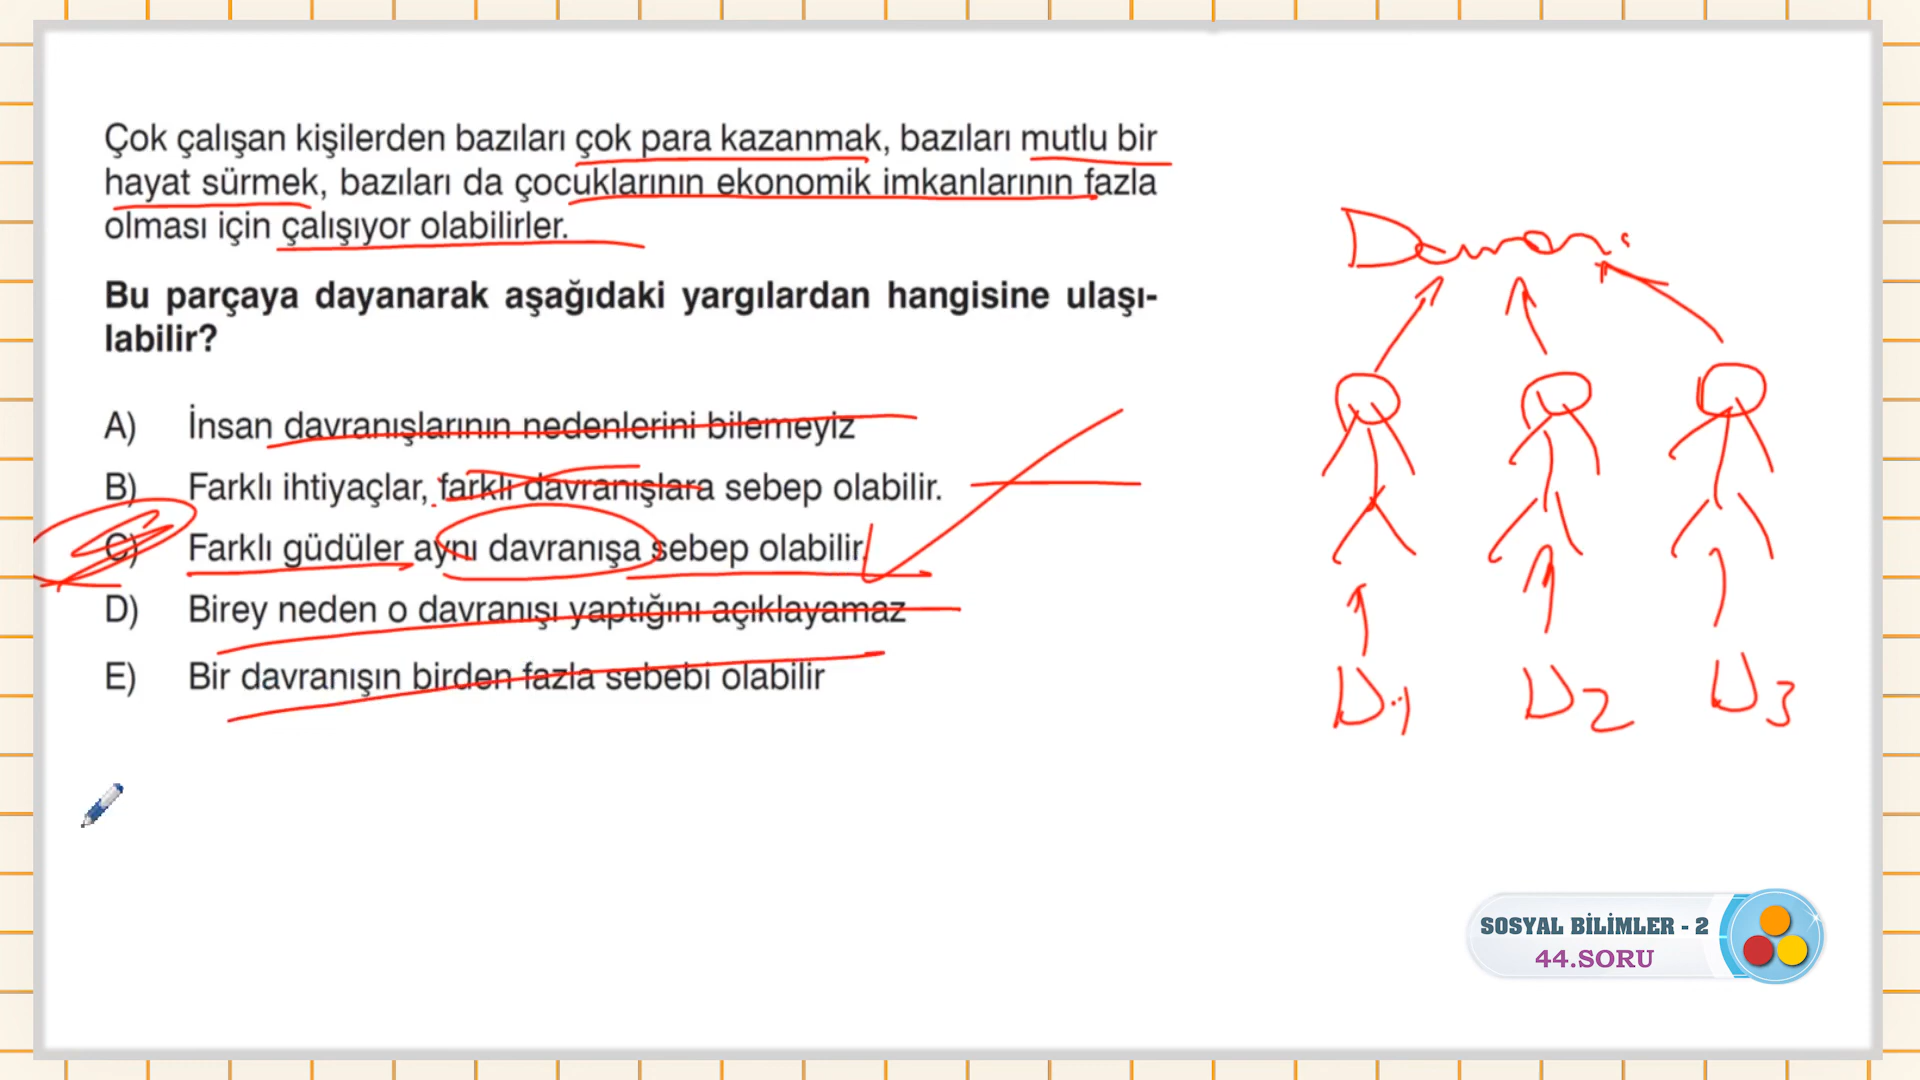 Çok çalışan kişilerden bazıları çok para kazanmak, bazıları mutlu bir
hayat sürmek, bazıları da çocuklarının ekonomik imkanlarının fazla
olması için çalışıyor olabilirler.
Bu parçaya dayanarak aşağıdaki yargılardan hangisine ulaşı-
labilir?
A) İnsan davranışlarının nedenlerini bilemeyiz
B) Farklı ihtiyaçlar, farklı davranışlara sebep olabilir.
C) Farklı güdüler aynı davranışa sebep olabilir.
D) Birey neden o davranışı yaptığını açıklayamaz
E) Bir davranışın birden fazla sebebi olabilir
D1 D2 D3
SOSYAL BİLİMLER - 2
44.SORU